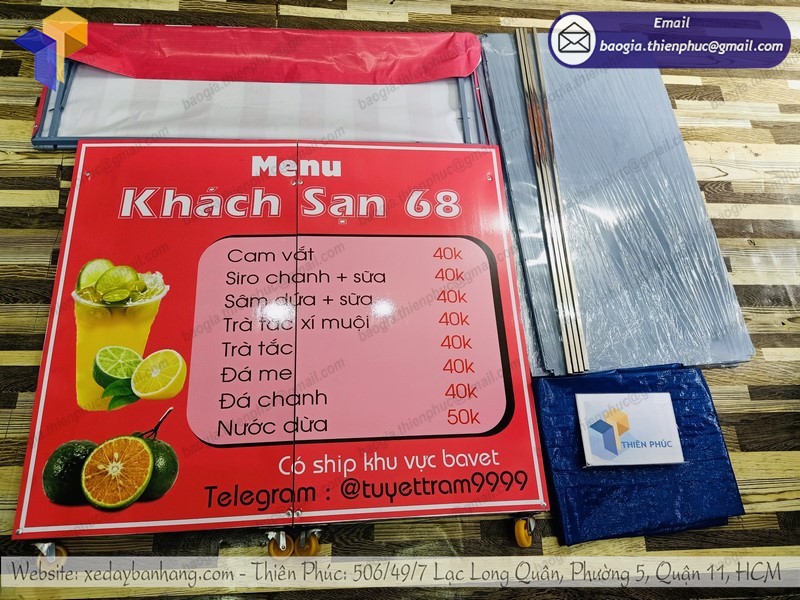 Email
baogia.thienphuc@gmail.com
Menu
Khách Sạn 68
Cam vắt 40k
Siro chanh + sữa 40k
Sâm dứa + sữa 40k
Trà tắc xí muội 40k
Trà tắc 40k
Đá me 40k
Đá chanh 40k
Nước dừa 50k
Có ship khu vực bavet
Telegram : @tuyettram9999
THIÊN PHÚC
Website: xedaybanhang.com - Thiên Phúc: 506/49/7 Lạc Long Quân, Phường 5, Quận 11, HCM